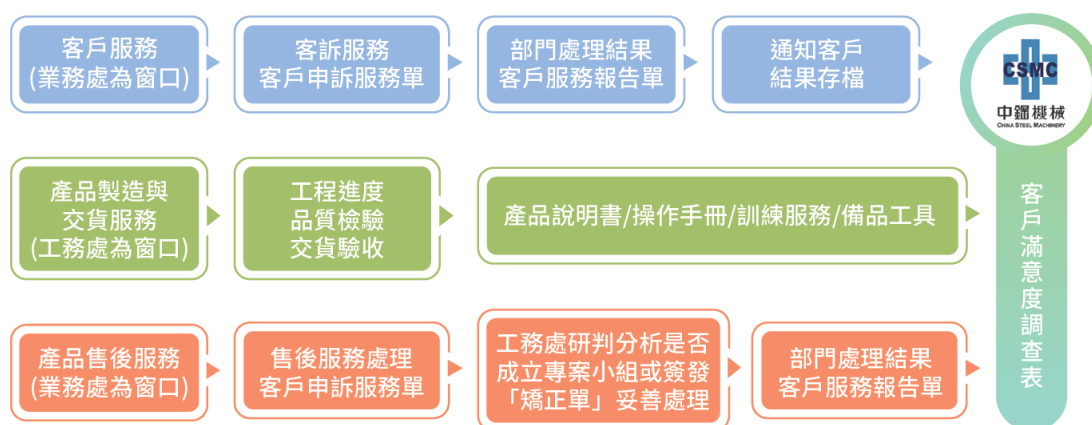 客戶服務
(業務處為窗口)
客訴服務
客戶申訴服務單
部門處理結果
客戶服務報告單
通知客戶
結果存檔
CSMC
中鋼機械
CHINA STEEL MACHINERY
產品製造與
交貨服務
(工務處為窗口)
工程進度
品質檢驗
交貨驗收
產品說明書/操作手冊/訓練服務/備品工具
產品售後服務
(業務處為窗口)
售後服務處理
客戶申訴服務單
工務處研判分析是否
成立專案小組或簽發
「矯正單」妥善處理
部門處理結果
客戶服務報告單
客戶滿意度調查表